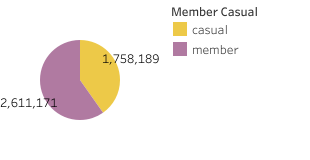 Member Casual
casual
member
1,758,189
2,611,171